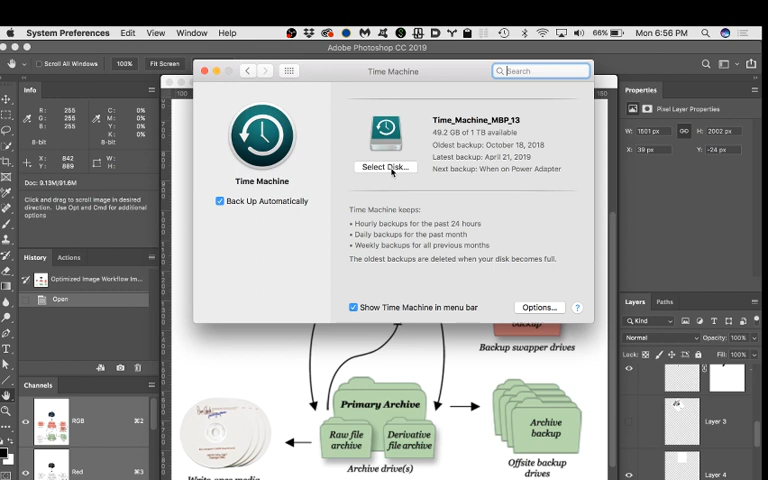 System Preferences Edit View Window Help 66% Mon 6:56 PM
Adobe Photoshop CC 2019
Scroll All Windows 100% Fit Screen
Time Machine
Search
Info
R: 255
G: 255
B: 255
8-bit
C: 0%
M: 0%
Y: 0%
K: 0%
8-bit
X: 842
Y: 889
W:
H:
Doc: 9.13M/91.6M
Click and drag to scroll image in desired
direction. Use Opt and Cmd for additional
options
History Actions
Open
Channels
RGB ⌘2
Red ⌘3
100
Time Machine
Back Up Automatically
Time_Machine_MBP_13
49.2 GB of 1 TB available
Oldest backup: October 18, 2018
Latest backup: April 21, 2019
Next backup: When on Power Adapter
Select Disk...
Time Machine keeps:
• Hourly backups for the past 24 hours
• Daily backups for the past month
• Weekly backups for all previous months
The oldest backups are deleted when your disk becomes full.
Show Time Machine in menu bar
Options...
?
backup
Backup swapper drives
Primary Archive
Raw file
archive
Derivative
file archive
Archive drive(s)
Archive
backup
Offsite backup
drives
Write once media
Properties
Pixel Layer Properties
W: 1551 px
GO
H: 2002 px
X: 39 px
Y: -24 px
Layers Paths
Kind
Normal
Opacity: 100%
Lock:
Fill: 100%
Layer 3
Layer 4